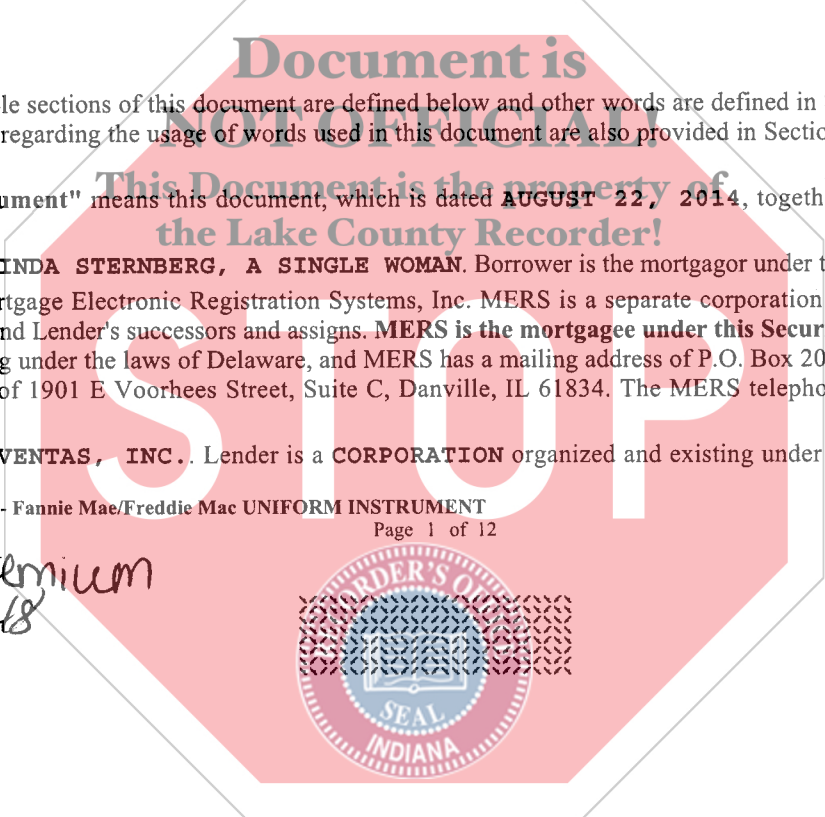 Document is
le sections of this document are defined below and other words are defined in
NOT OFFICIAL!
regarding the usage of words used in this document are also provided in Sectio
This Document is the property of
ument" means this document, which is dated AUGUST 22, 2014, togeth
the Lake County Recorder!
INDA STERNBERG, A SINGLE WOMAN. Borrower is the mortgagor under t
rtgage Electronic Registration Systems, Inc. MERS is a separate corporation
nd Lender's successors and assigns. MERS is the mortgagee under this Secur
g under the laws of Delaware, and MERS has a mailing address of P.O. Box 20
of 1901 E Voorhees Street, Suite C, Danville, IL 61834. The MERS telepho
STOP
VENTAS, INC.. Lender is a CORPORATION organized and existing under
- Fannie Mae/Freddie Mac UNIFORM INSTRUMENT
Page 1 of 12
emium
18
RECORDER'S OFFICE
SEAL
INDIANA